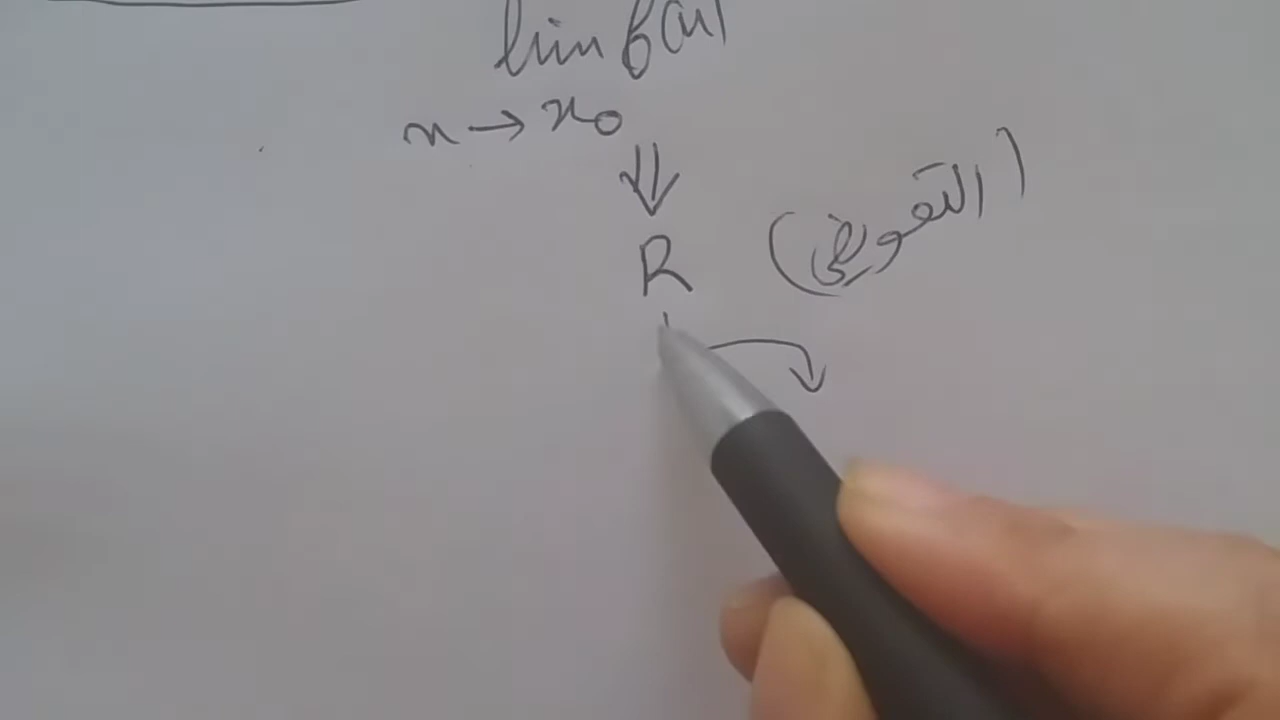 lim f(x)
x → x₀
⇓
R (التعويض)